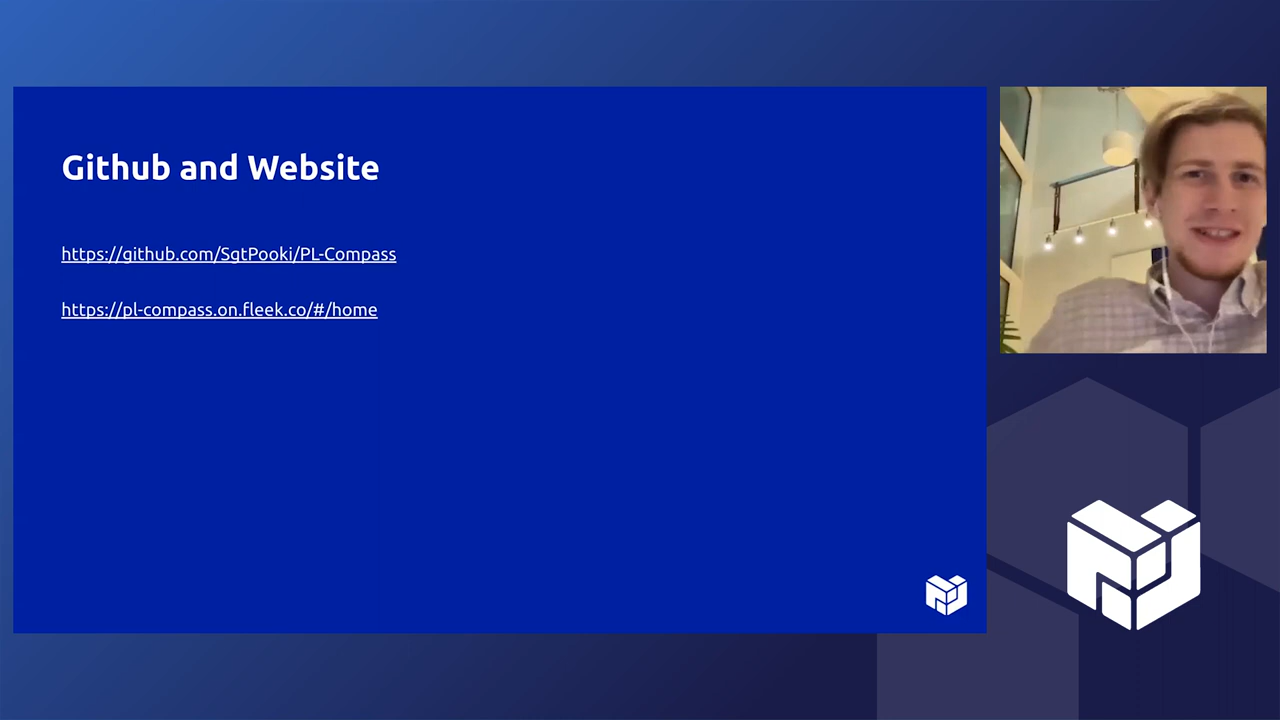 Github and Website
https://github.com/SgtPooki/PL-Compass
https://pl-compass.on.fleek.co/#/home